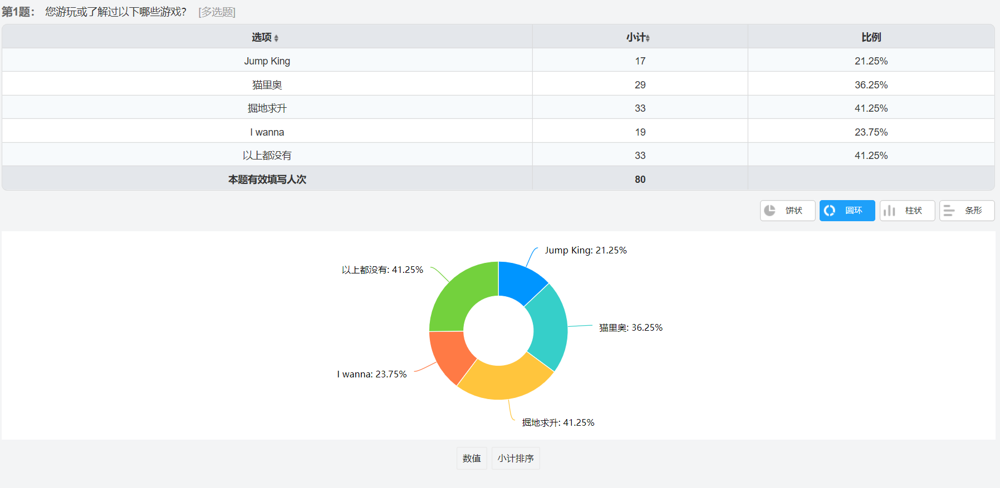 第1题： 您游玩或了解过以下哪些游戏？ [多选题]
选项 小计 比例
Jump King 17 21.25%
猫里奥 29 36.25%
掘地求升 33 41.25%
I wanna 19 23.75%
以上都没有 33 41.25%
本题有效填写人次 80
饼状 圆环 柱状 条形
Jump King: 21.25%
以上都没有: 41.25%
猫里奥: 36.25%
I wanna: 23.75%
掘地求升: 41.25%
数值 小计排序